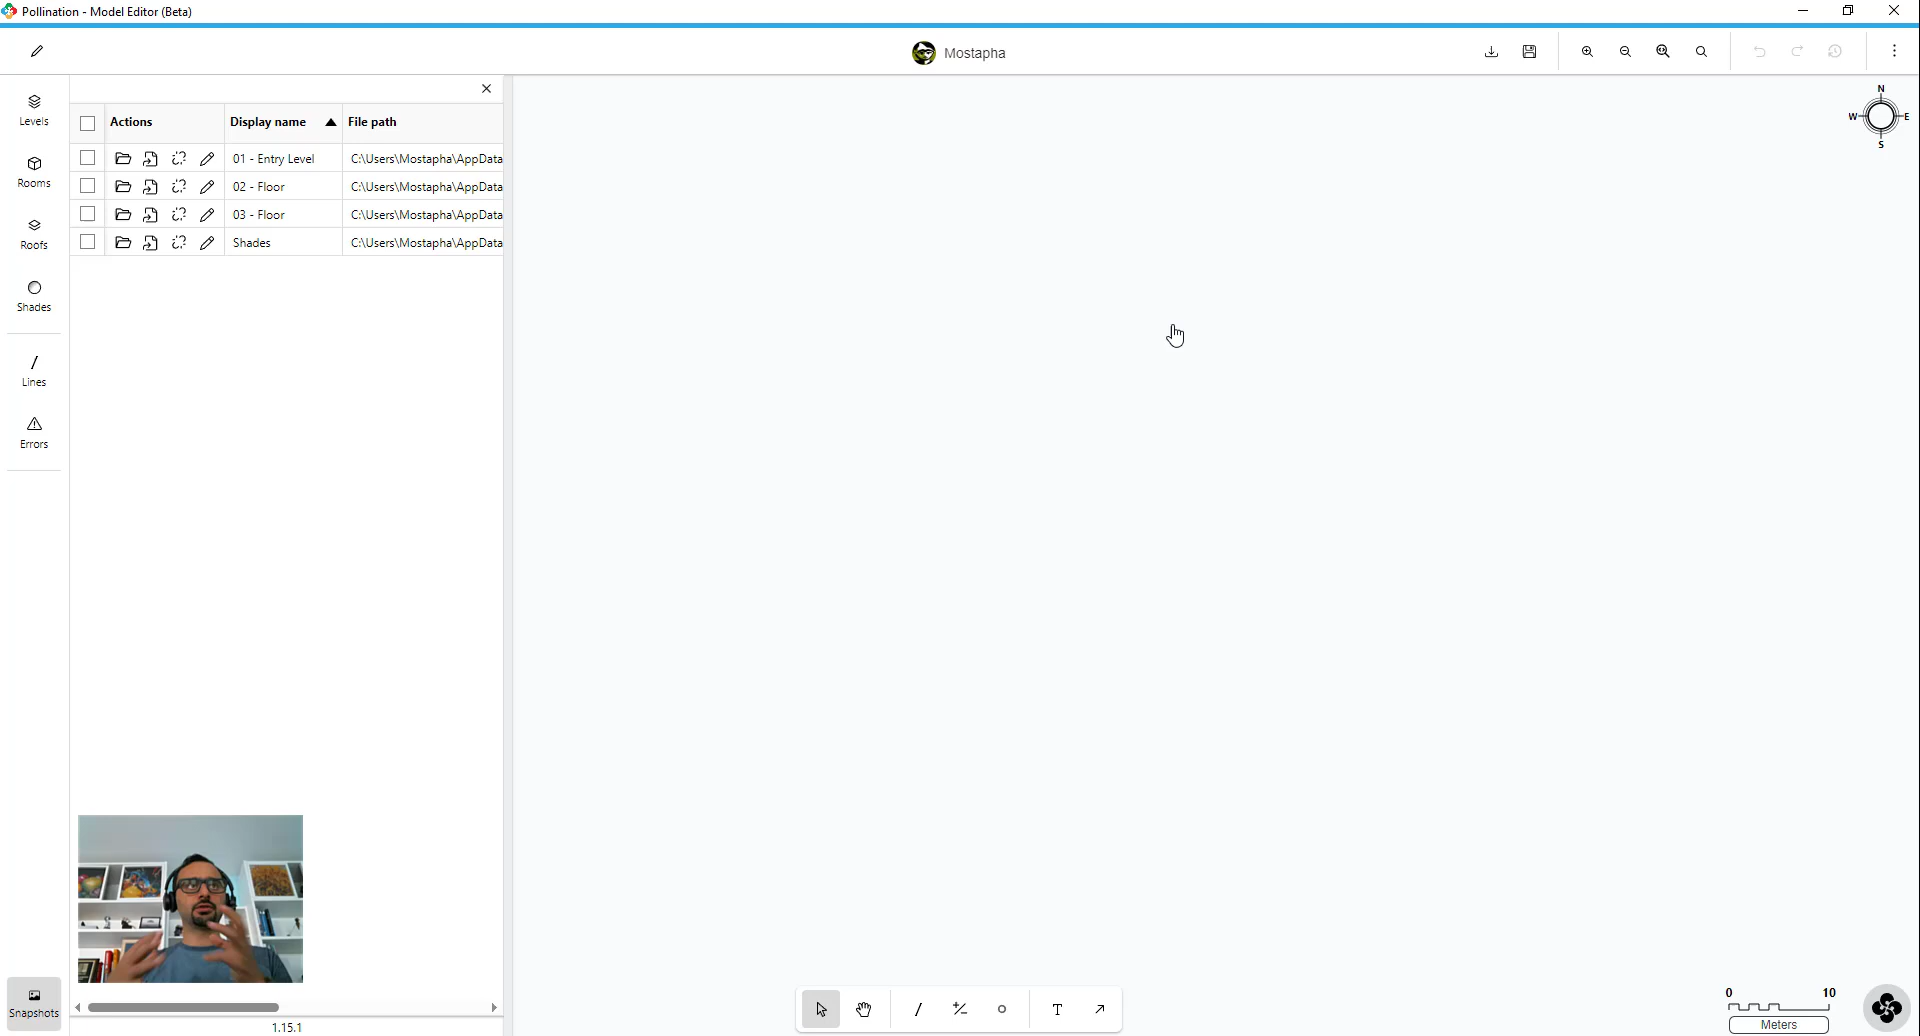 Pollination - Model Editor (Beta)
Mostapha
Levels
Rooms
Roofs
Shades
Lines
Errors
Snapshots
Actions Display name File path
01 - Entry Level C:\Users\Mostapha\AppData
02 - Floor C:\Users\Mostapha\AppData
03 - Floor C:\Users\Mostapha\AppData
Shades C:\Users\Mostapha\AppData
1.15.1
N
W E
S
T
0 10
Meters